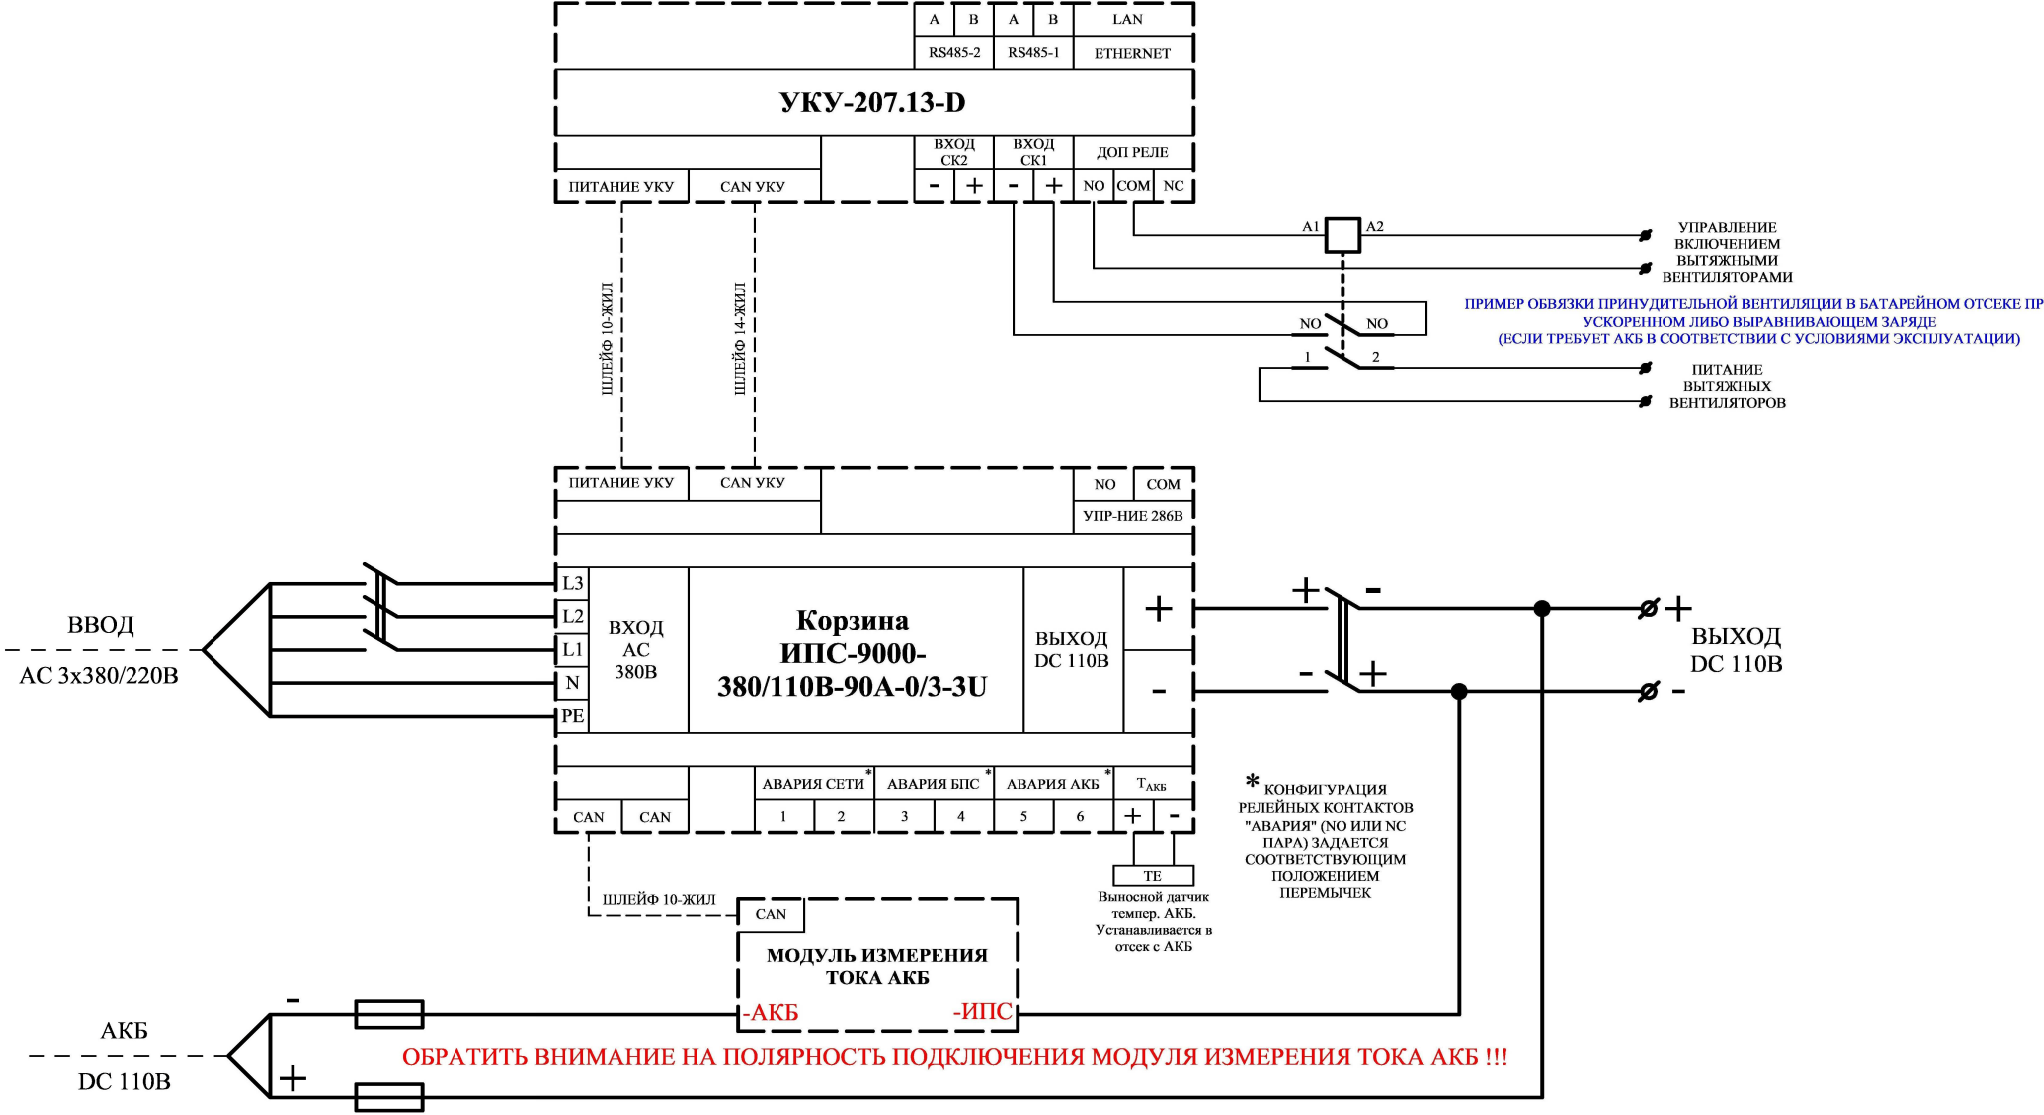 A B A B LAN
RS485-2 RS485-1 ETHERNET
УКУ-207.13-D
ВХОД СК2
ВХОД СК1
ДОП РЕЛЕ
ПИТАНИЕ УКУ CAN УКУ - + - + NO COM NC
A1 A2
УПРАВЛЕНИЕ
ВКЛЮЧЕНИЕМ
ВЫТЯЖНЫМИ
ВЕНТИЛЯТОРАМИ
ШЛЕЙФ 10-ЖИЛ
ШЛЕЙФ 14-ЖИЛ
ПРИМЕР ОБВЯЗКИ ПРИНУДИТЕЛЬНОЙ ВЕНТИЛЯЦИИ В БАТАРЕЙНОМ ОТСЕКЕ ПР
УСКОРЕННОМ ЛИБО ВЫРАВНИВАЮЩЕМ ЗАРЯДЕ
(ЕСЛИ ТРЕБУЕТ АКБ В СООТВЕТСТВИИ С УСЛОВИЯМИ ЭКСПЛУАТАЦИИ)
NO NO
1 2
ПИТАНИЕ
ВЫТЯЖНЫХ
ВЕНТИЛЯТОРОВ
ПИТАНИЕ УКУ CAN УКУ NO COM
УПР-НИЕ 286В
ВВОД
AC 3x380/220В
L3
L2
L1
N
PE
ВХОД
AC
380В
Корзина
ИПС-9000-
380/110В-90А-0/3-3U
ВЫХОД
DC 110В
+
-
+ -
- +
+
-
ВЫХОД
DC 110В
АВАРИЯ СЕТИ* АВАРИЯ БПС* АВАРИЯ АКБ* TАКБ
CAN CAN 1 2 3 4 5 6 + -
* КОНФИГУРАЦИЯ
РЕЛЕЙНЫХ КОНТАКТОВ
"АВАРИЯ" (NO ИЛИ NC
ПАРА) ЗАДАЕТСЯ
СООТВЕТСТВУЮЩИМ
ПОЛОЖЕНИЕМ
ПЕРЕМЫЧЕК
TE
Выносной датчик
темпер. АКБ.
Устанавливается в
отсек с АКБ
ШЛЕЙФ 10-ЖИЛ
CAN
МОДУЛЬ ИЗМЕРЕНИЯ
ТОКА АКБ
-АКБ -ИПС
АКБ
DC 110В
-
+
ОБРАТИТЬ ВНИМАНИЕ НА ПОЛЯРНОСТЬ ПОДКЛЮЧЕНИЯ МОДУЛЯ ИЗМЕРЕНИЯ ТОКА АКБ !!!